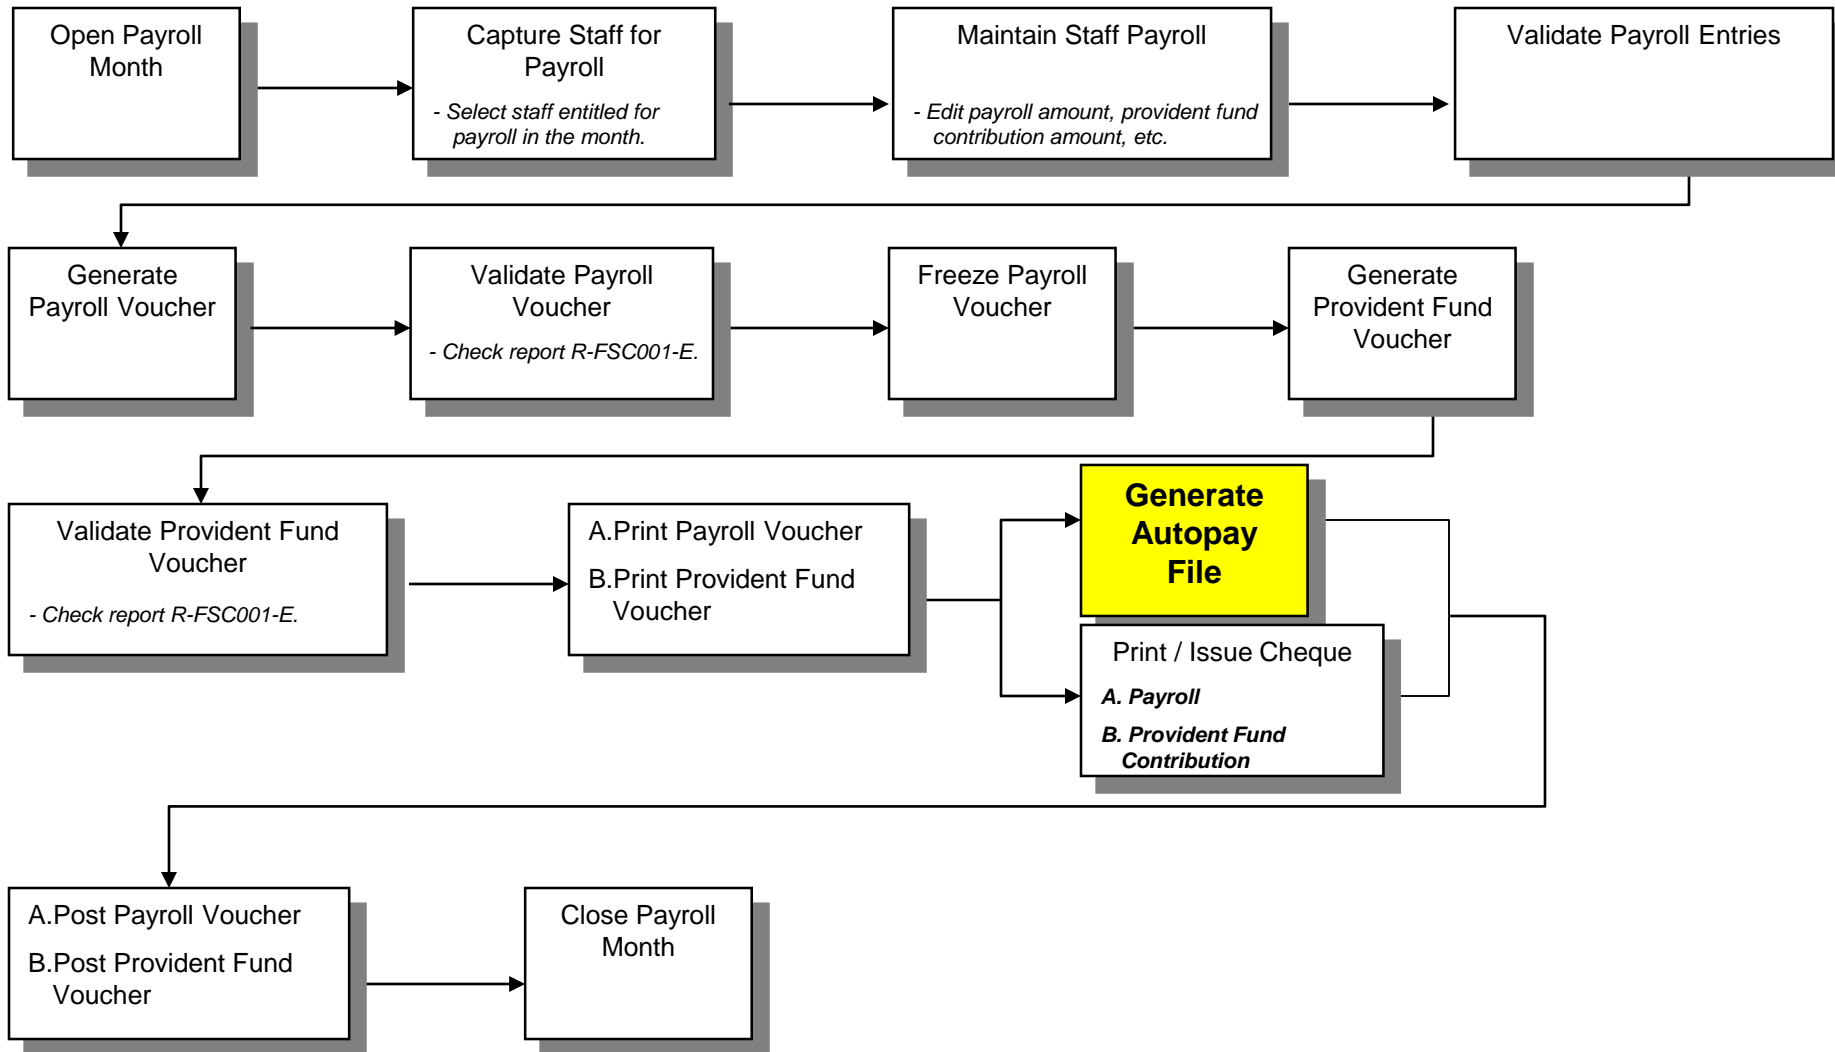 Open Payroll
Month
Capture Staff for
Payroll
- Select staff entitled for
payroll in the month.
Maintain Staff Payroll
- Edit payroll amount, provident fund
contribution amount, etc.
Validate Payroll Entries
Generate
Payroll Voucher
Validate Payroll
Voucher
- Check report R-FSC001-E.
Freeze Payroll
Voucher
Generate
Provident Fund
Voucher
Validate Provident Fund
Voucher
- Check report R-FSC001-E.
A.Print Payroll Voucher
B.Print Provident Fund
Voucher
Generate
Autopay
File
Print / Issue Cheque
A. Payroll
B. Provident Fund
Contribution
A.Post Payroll Voucher
B.Post Provident Fund
Voucher
Close Payroll
Month